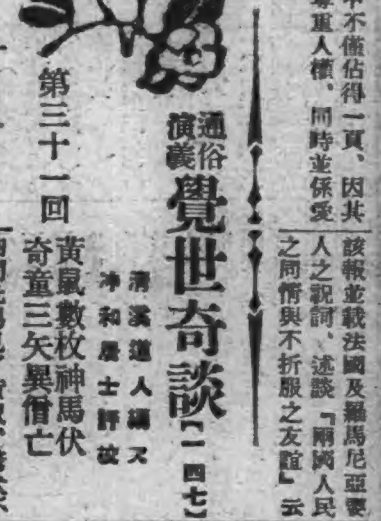 中不僅佔得一頁、因其
尊重人權、同時並係愛
該報並載法國及羅馬尼亞要
人之祝詞、述談『兩國人民
之同情與不折服之友誼』云
通俗
演義
覺世奇談【一四七】
清溪道人編次
冲和居士評校
第三十一回
黃鼠數枚神馬伏
奇童三矢異僧亡